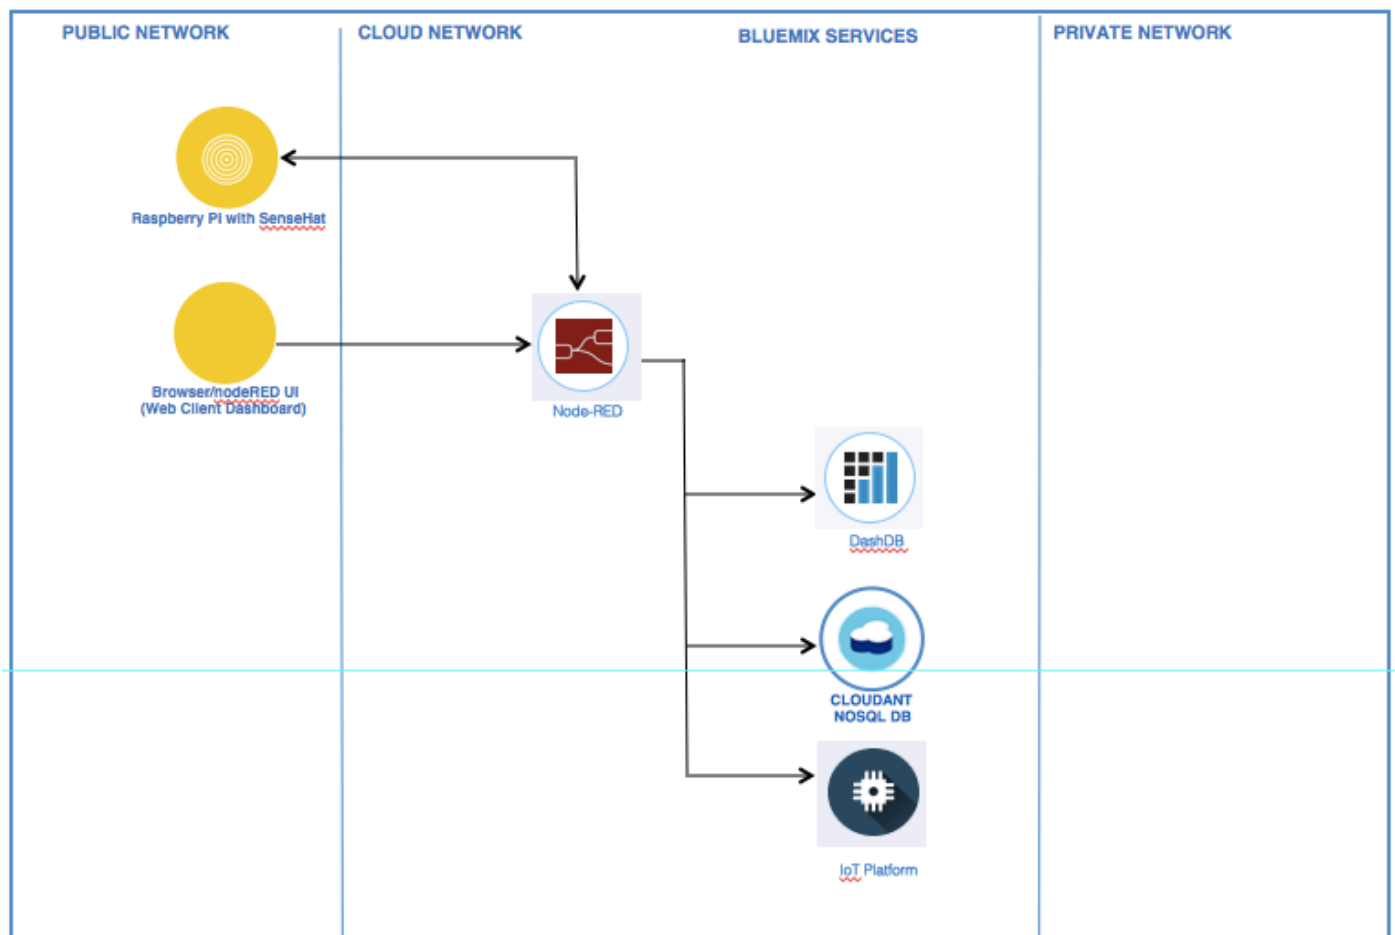 PUBLIC NETWORK
CLOUD NETWORK
BLUEMIX SERVICES
PRIVATE NETWORK
Raspberry PI with SenseHat
Browser/nodeRED UI
(Web Client Dashboard)
Node-RED
DashDB
CLOUDANT
NOSQL DB
IoT Platform